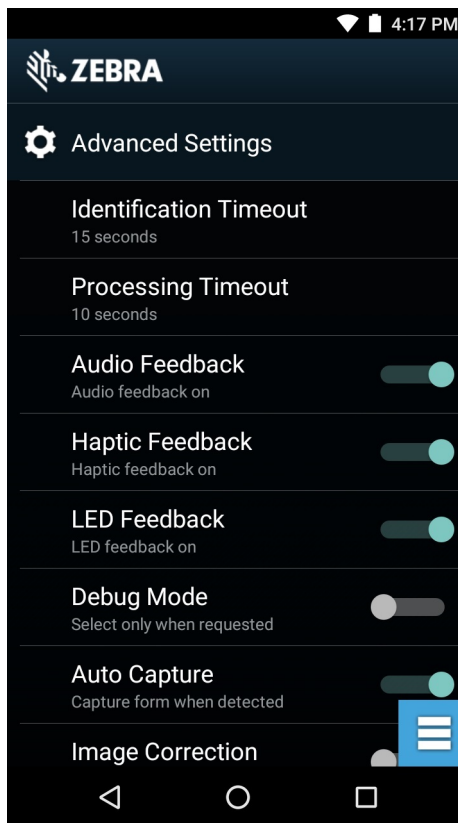 4:17 PM
ZEBRA
Advanced Settings
Identification Timeout
15 seconds
Processing Timeout
10 seconds
Audio Feedback
Audio feedback on
Haptic Feedback
Haptic feedback on
LED Feedback
LED feedback on
Debug Mode
Select only when requested
Auto Capture
Capture form when detected
Image Correction